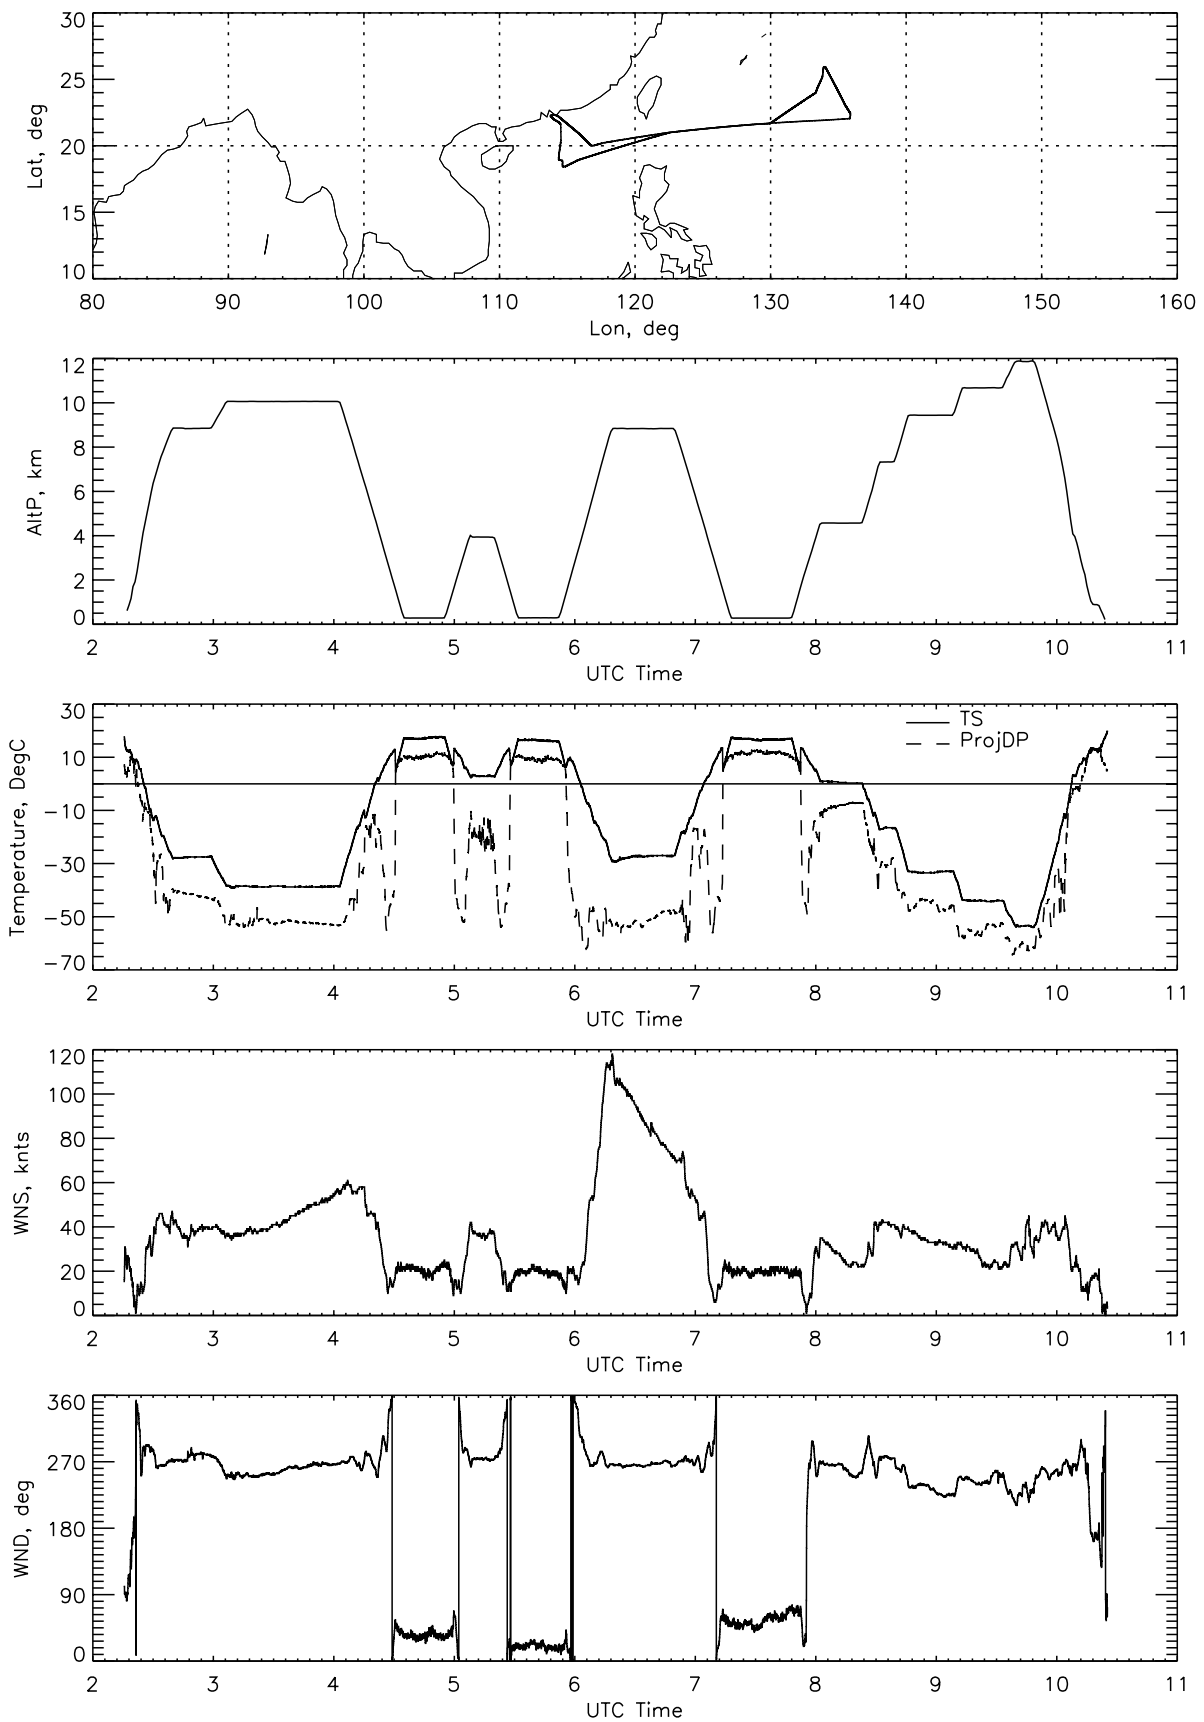 30
25
20
15
10
Lat, deg
80 90 100 110 120 130 140 150 160
Lon, deg
12
10
8
6
4
2
0
AltP, km
2 3 4 5 6 7 8 9 10 11
UTC Time
30
10
−10
−30
−50
−70
Temperature, DegC
TS
ProjDP
2 3 4 5 6 7 8 9 10 11
UTC Time
120
100
80
60
40
20
0
WNS, knts
2 3 4 5 6 7 8 9 10 11
UTC Time
360
270
180
90
0
WND, deg
2 3 4 5 6 7 8 9 10 11
UTC Time